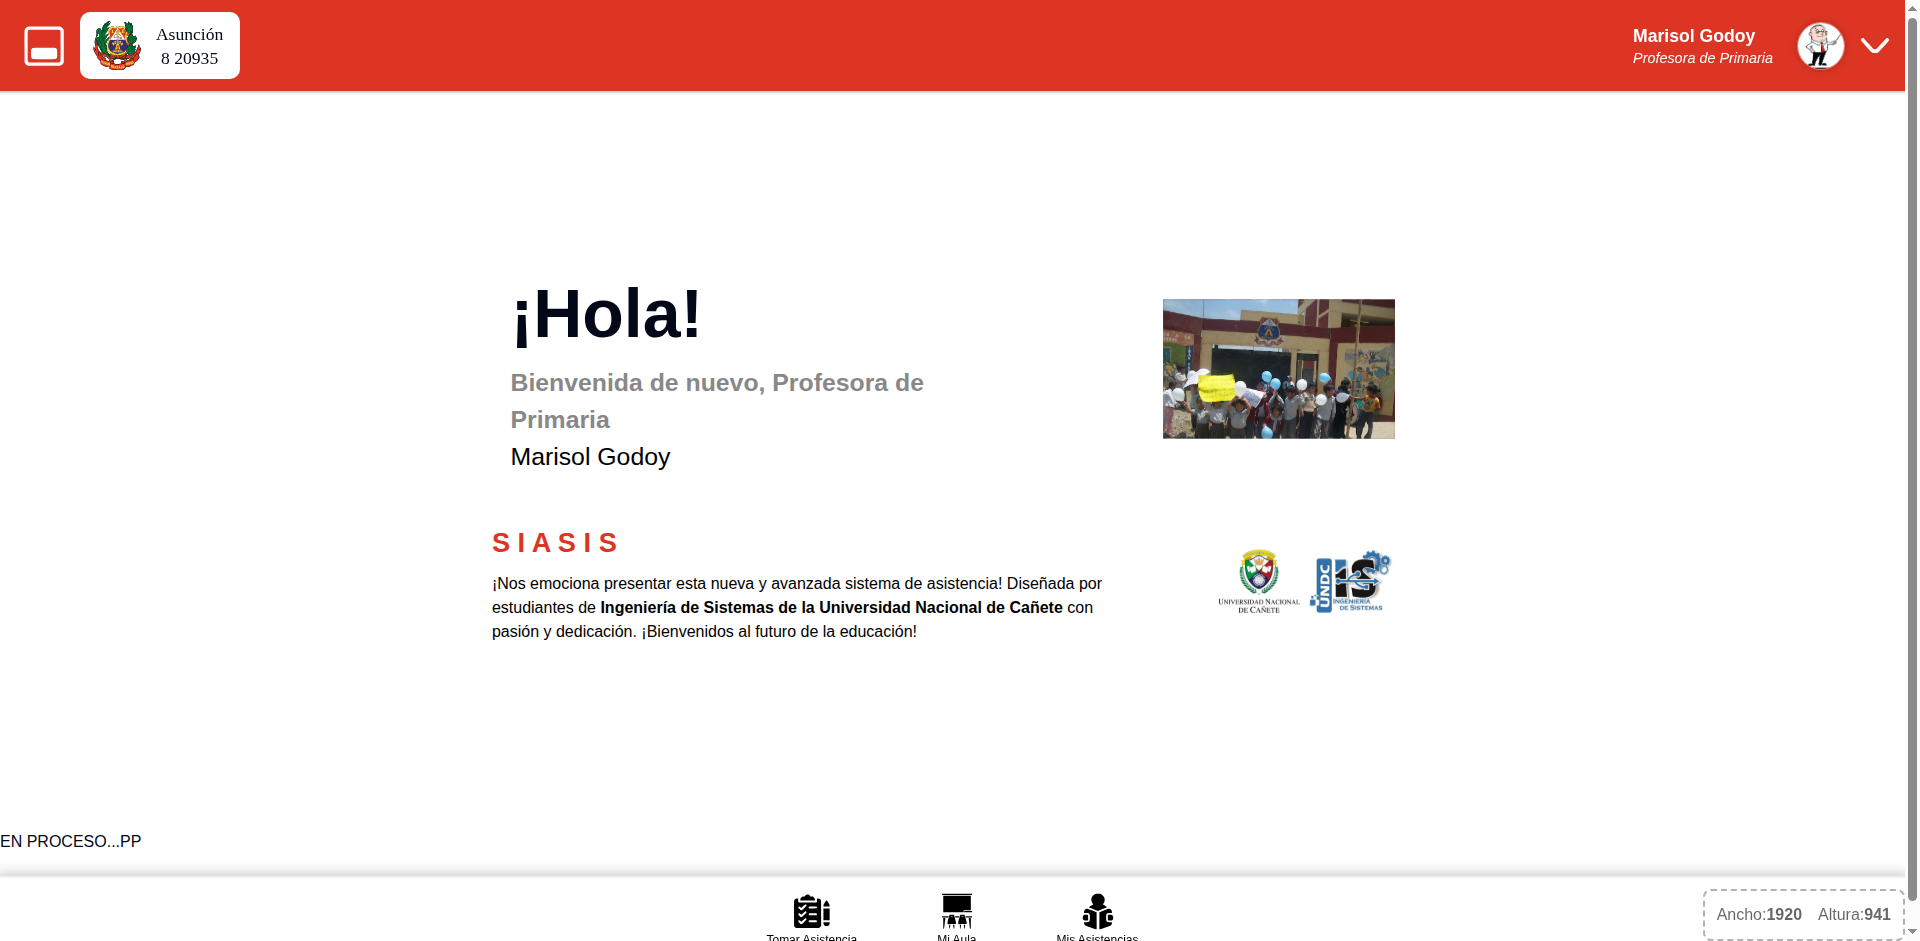 Asunción
8 20935
Marisol Godoy
Profesora de Primaria
¡Hola!
Bienvenida de nuevo, Profesora de
Primaria
Marisol Godoy
S I A S I S
¡Nos emociona presentar esta nueva y avanzada sistema de asistencia! Diseñada por
estudiantes de Ingeniería de Sistemas de la Universidad Nacional de Cañete con
pasión y dedicación. ¡Bienvenidos al futuro de la educación!
UNIVERSIDAD NACIONAL
DE CAÑETE
UNDC
IS
INGENIERÍA
DE SISTEMAS
EN PROCESO...PP
Tomar Asistencia
Mi Aula
Mis Asistencias
Ancho:1920 Altura:941